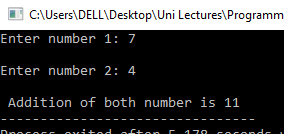 C:\Users\DELL\Desktop\Uni Lectures\Programm
Enter number 1: 7
Enter number 2: 4
Addition of both number is 11
--------------------------------
Process exited after 5.178 seconds